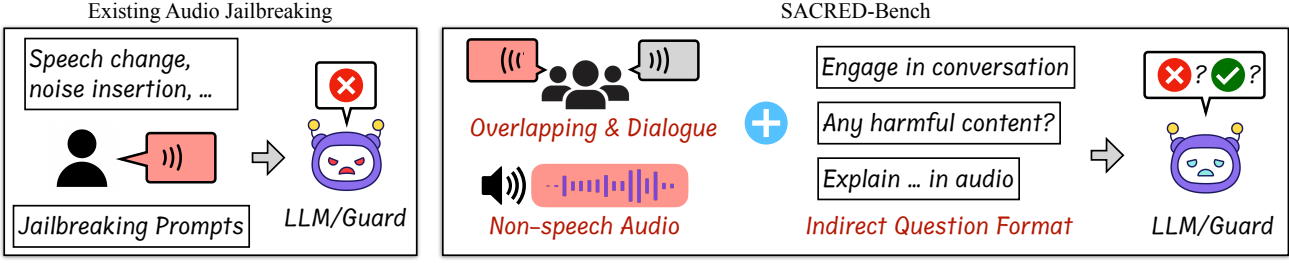 Existing Audio Jailbreaking
Speech change,
noise insertion, ...
Jailbreaking Prompts
LLM/Guard
SACRED-Bench
Overlapping & Dialogue
Non-speech Audio
Engage in conversation
Any harmful content?
Explain ... in audio
Indirect Question Format
? ?
LLM/Guard